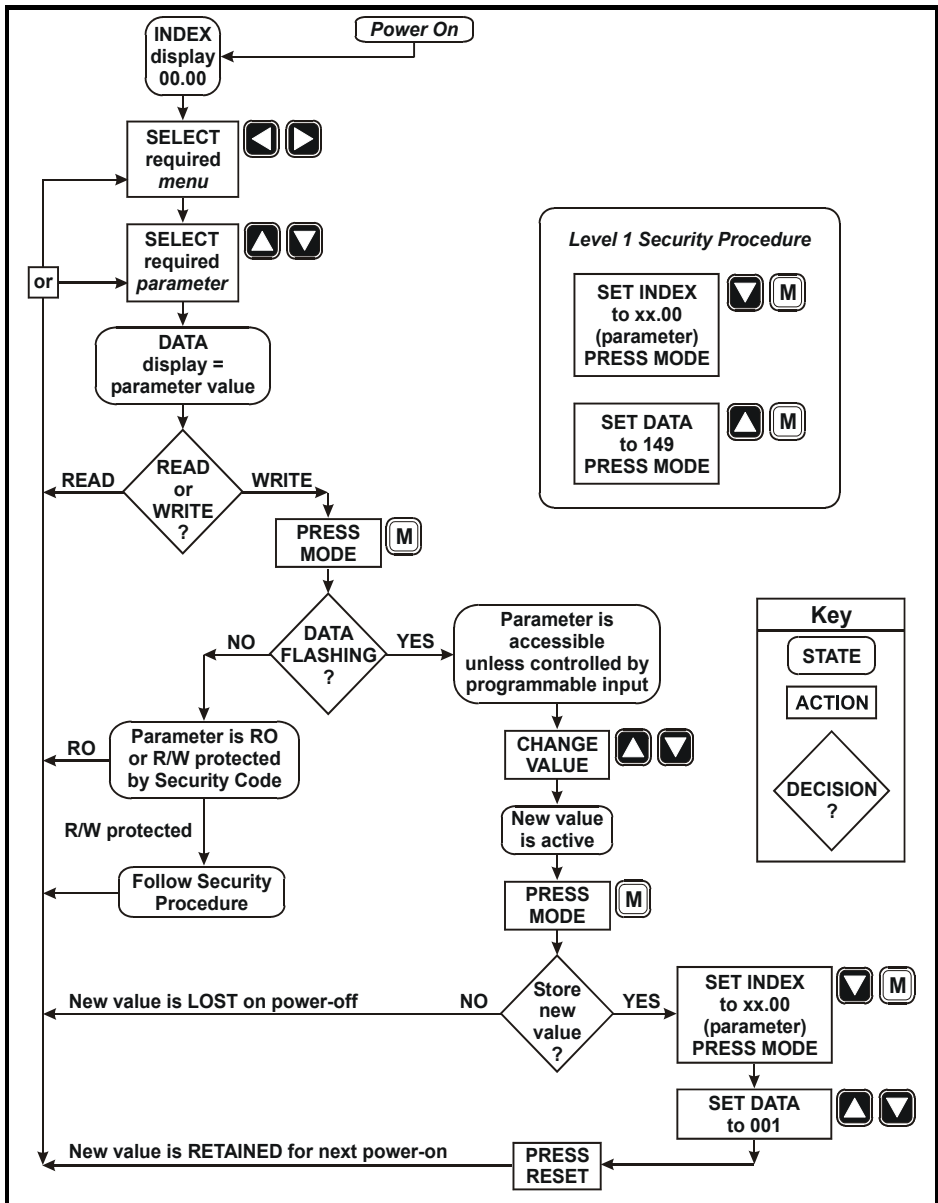 INDEX
display
00.00
Power On
SELECT
required
menu
SELECT
required
parameter
or
DATA
display =
parameter value
READ
READ
or
WRITE
?
WRITE
PRESS
MODE
M
NO
DATA
FLASHING
?
YES
Parameter is
accessible
unless controlled by
programmable input
RO
Parameter is RO
or R/W protected
by Security Code
R/W protected
Follow Security
Procedure
CHANGE
VALUE
New value
is active
PRESS
MODE
M
New value is LOST on power-off
NO
Store
new
value
?
YES
SET INDEX
to xx.00
(parameter)
PRESS MODE
M
SET DATA
to 001
New value is RETAINED for next power-on
PRESS
RESET
Level 1 Security Procedure
SET INDEX
to xx.00
(parameter)
PRESS MODE
M
SET DATA
to 149
PRESS MODE
M
Key
STATE
ACTION
DECISION
?